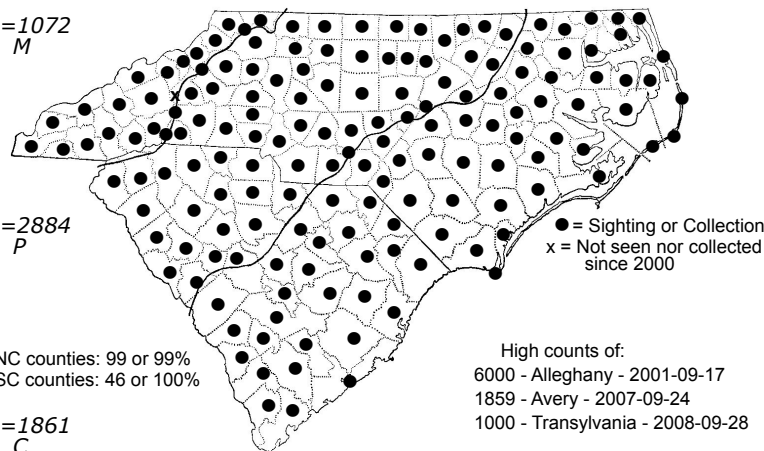 =1072
M
=2884
P
● = Sighting or Collection
x = Not seen nor collected
since 2000
x
NC counties: 99 or 99%
SC counties: 46 or 100%
High counts of:
6000 - Alleghany - 2001-09-17
1859 - Avery - 2007-09-24
1000 - Transylvania - 2008-09-28
=1861
C